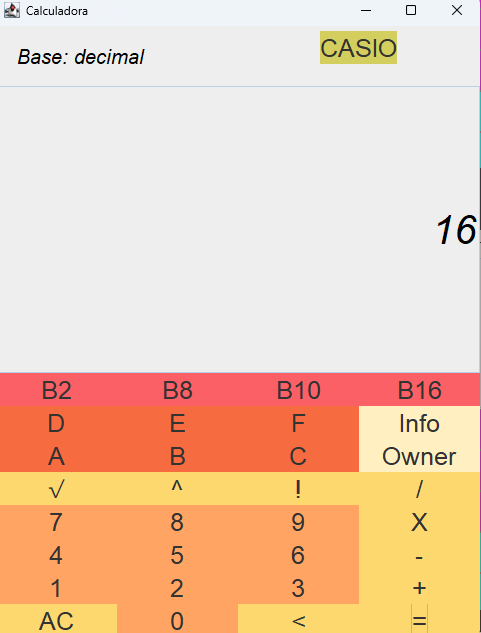 Calculadora
Base: decimal CASIO
16
B2 B8 B10 B16
D E F Info
A B C Owner
√ ^ ! /
7 8 9 X
4 5 6 -
1 2 3 +
AC 0 < =